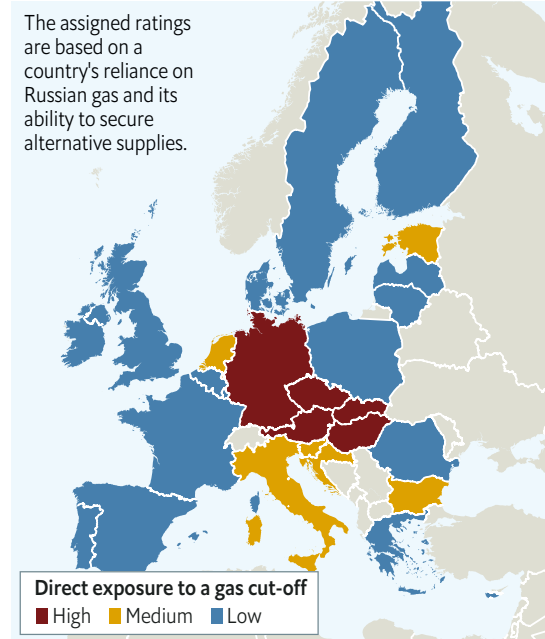 The assigned ratings
are based on a
country's reliance on
Russian gas and its
ability to secure
alternative supplies.
Direct exposure to a gas cut-off
High Medium Low